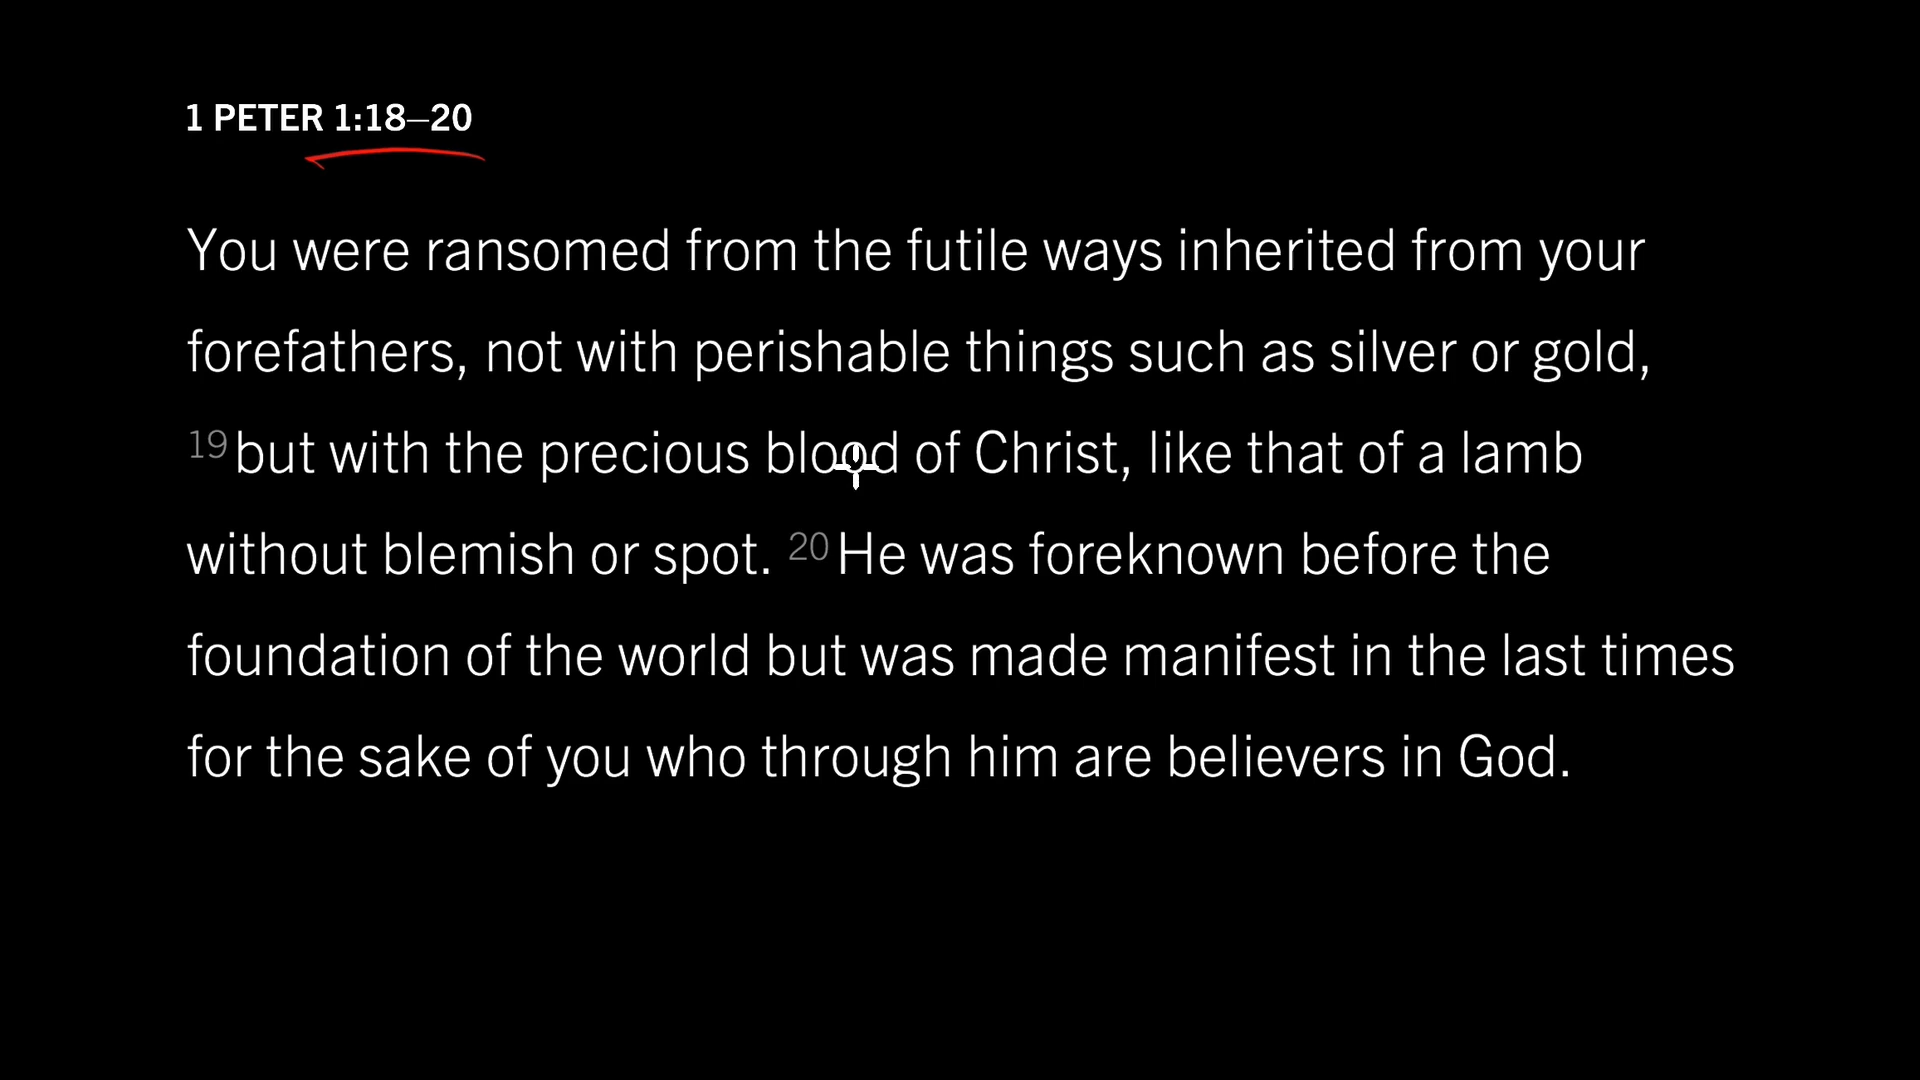 1 PETER 1:18–20
You were ransomed from the futile ways inherited from your
forefathers, not with perishable things such as silver or gold,
19 but with the precious blood of Christ, like that of a lamb
without blemish or spot. 20 He was foreknown before the
foundation of the world but was made manifest in the last times
for the sake of you who through him are believers in God.